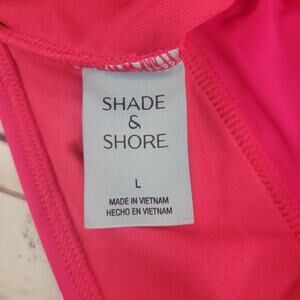 SHADE
& SHORE.
L
MADE IN VIETNAM
HECHO EN VIETNAM